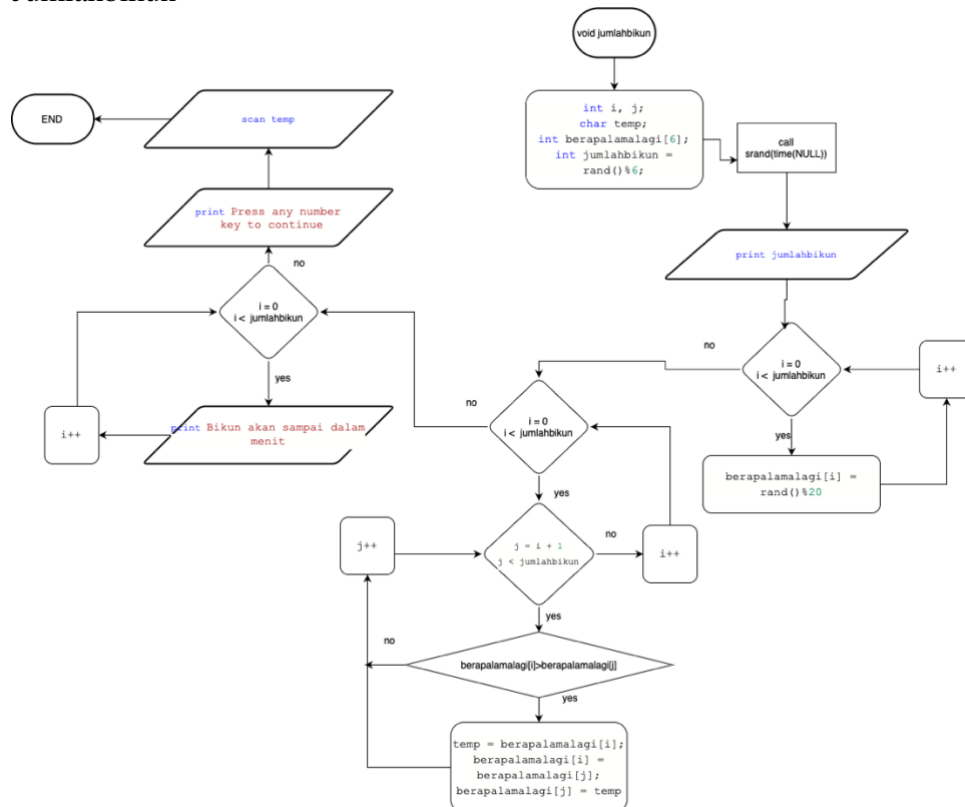 void jumlahbikun
int i, j;
char temp;
int berapalamalagi[6];
int jumlahbikun =
rand()%6;
call
srand(time(NULL))
print jumlahbikun
i = 0
i < jumlahbikun
yes
berapalamalagi[i] =
rand()%20
i++
no
i = 0
i < jumlahbikun
yes
j = i + 1
j < jumlahbikun
no
i++
yes
berapalamalagi[i]>berapalamalagi[j]
no
j++
yes
temp = berapalamalagi[i];
berapalamalagi[i] =
berapalamalagi[j];
berapalamalagi[j] = temp
no
i = 0
i < jumlahbikun
yes
print Bikun akan sampai dalam
menit
i++
no
print Press any number
key to continue
scan temp
END